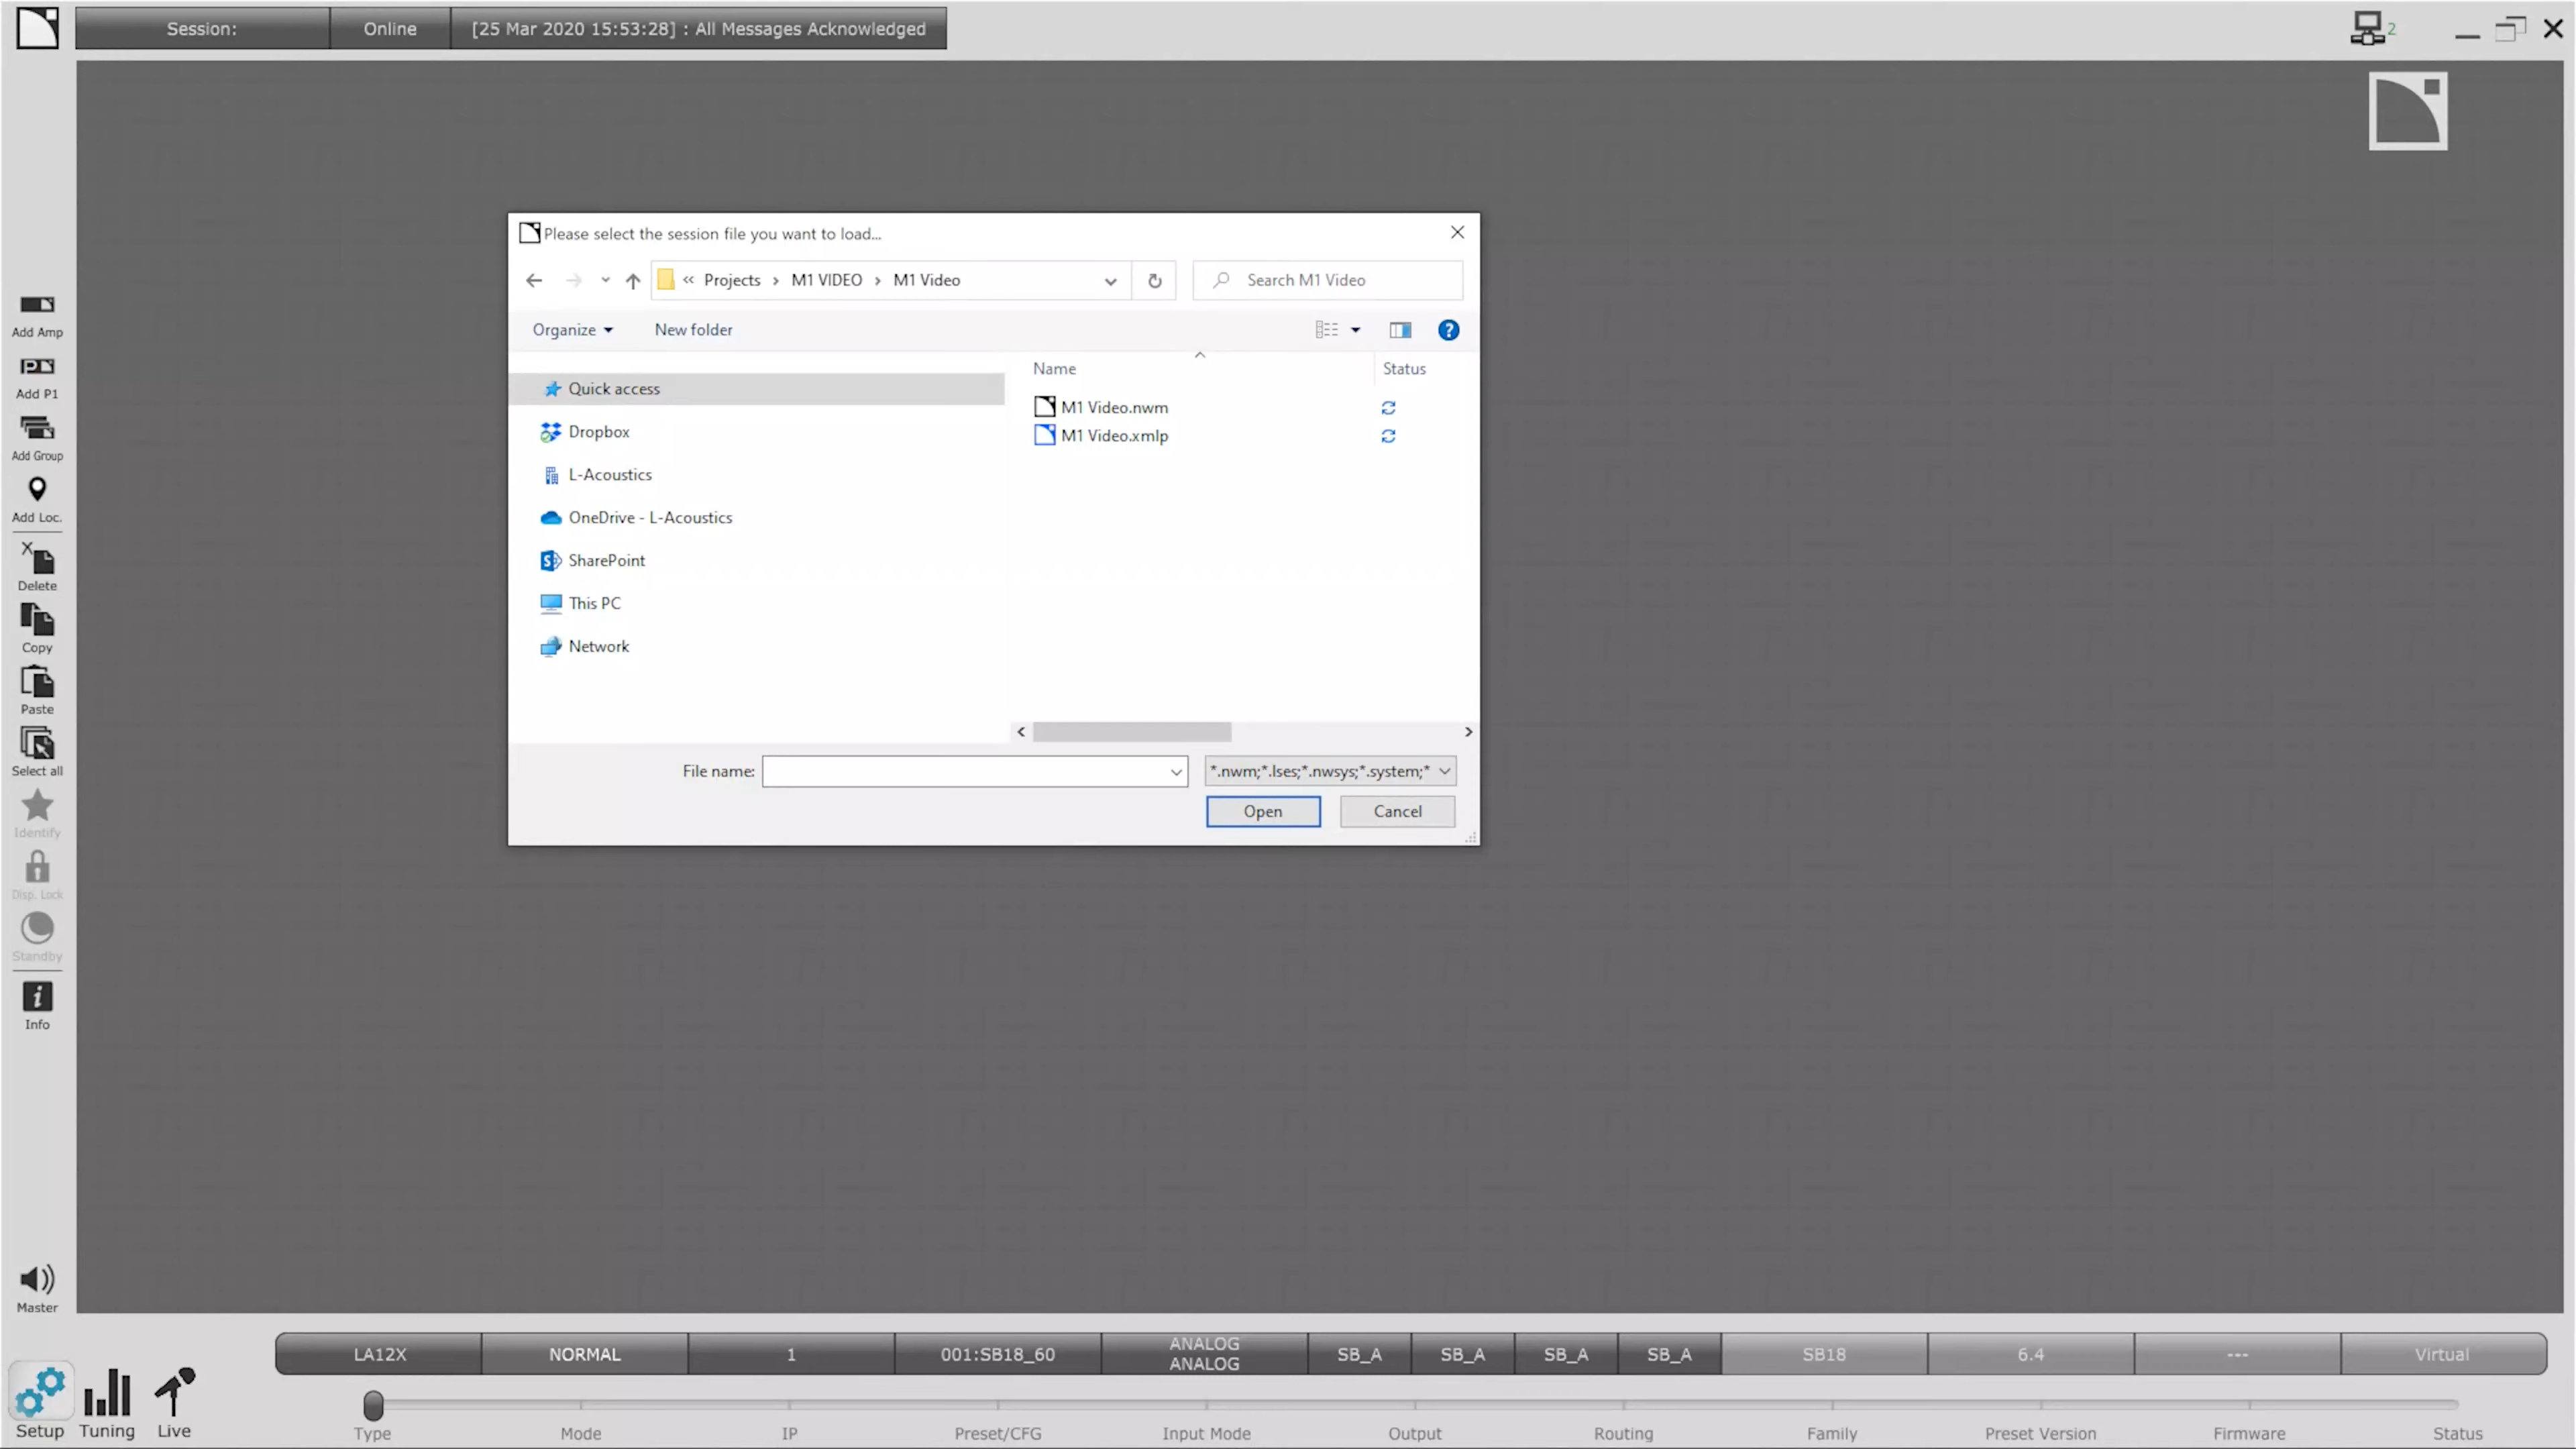 Session:
Online
[25 Mar 2020 15:53:28] : All Messages Acknowledged
2
Please select the session file you want to load...
« Projects › M1 VIDEO › M1 Video
Search M1 Video
Organize
New folder
?
Name
Status
Quick access
Dropbox
L-Acoustics
OneDrive - L-Acoustics
SharePoint
This PC
Network
M1 Video.nwm
M1 Video.xmlp
File name:
*.nwm;*.lses;*.nwsys;*.system;*
Open
Cancel
Add Amp
P
Add P1
Add Group
Add Loc.
X
Delete
Copy
Paste
Select all
Identify
Disp. Lock
Standby
i
Info
Master
Setup
Tuning
Live
LA12X
NORMAL
1
001:SB18_60
ANALOG
ANALOG
SB_A
SB_A
SB_A
SB_A
SB18
6.4
---
Virtual
Type
Mode
IP
Preset/CFG
Input Mode
Output
Routing
Family
Preset Version
Firmware
Status